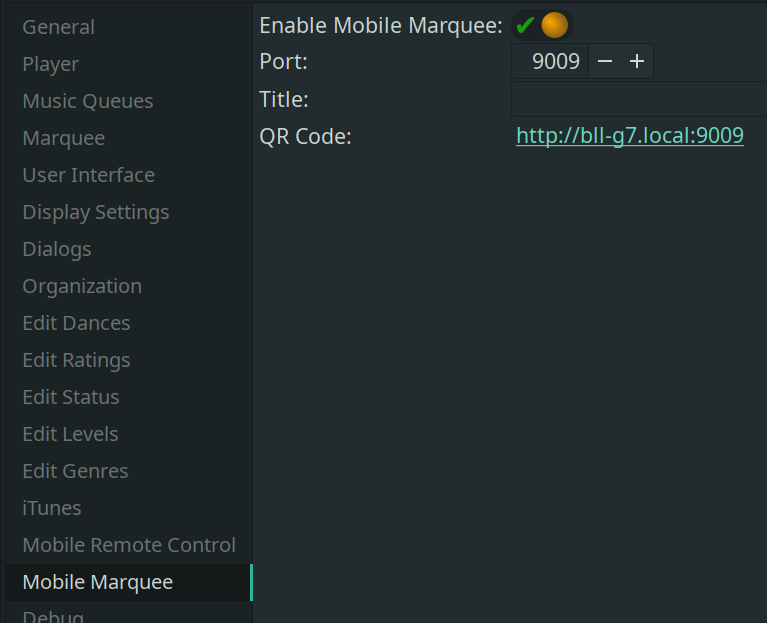 General
Player
Music Queues
Marquee
User Interface
Display Settings
Dialogs
Organization
Edit Dances
Edit Ratings
Edit Status
Edit Levels
Edit Genres
iTunes
Mobile Remote Control
Mobile Marquee
Debug
Enable Mobile Marquee: ✔
Port: 9009 − +
Title:
QR Code: http://bll-g7.local:9009